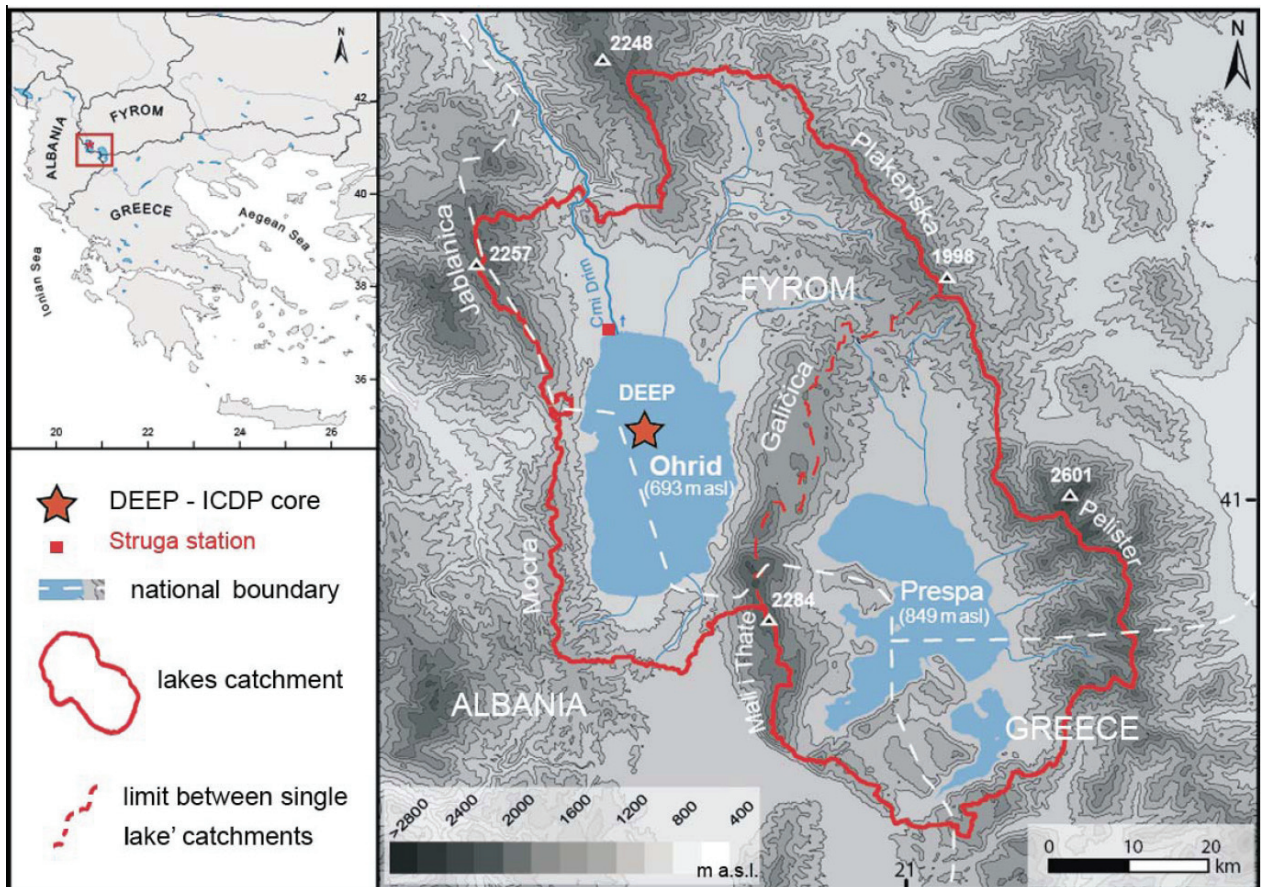 N
42
FYROM
ALBANIA
40
GREECE
Aegean Sea
Ionian Sea
38
36
20
22
24
26
DEEP - ICDP core
Struga station
national boundary
lakes catchment
limit between single
lake' catchments
N
2248
Plakenska
Jablanica
2257
1998
FYROM
Crni Drim
DEEP
Galičica
Ohrid
(693 m asl)
2601
41
Pelister
Mocra
Prespa
(849 m asl)
2284
Mali i Thate
ALBANIA
GREECE
>2800
2400
2000
1600
1200
800
400
m a.s.l.
21
0
10
20
km